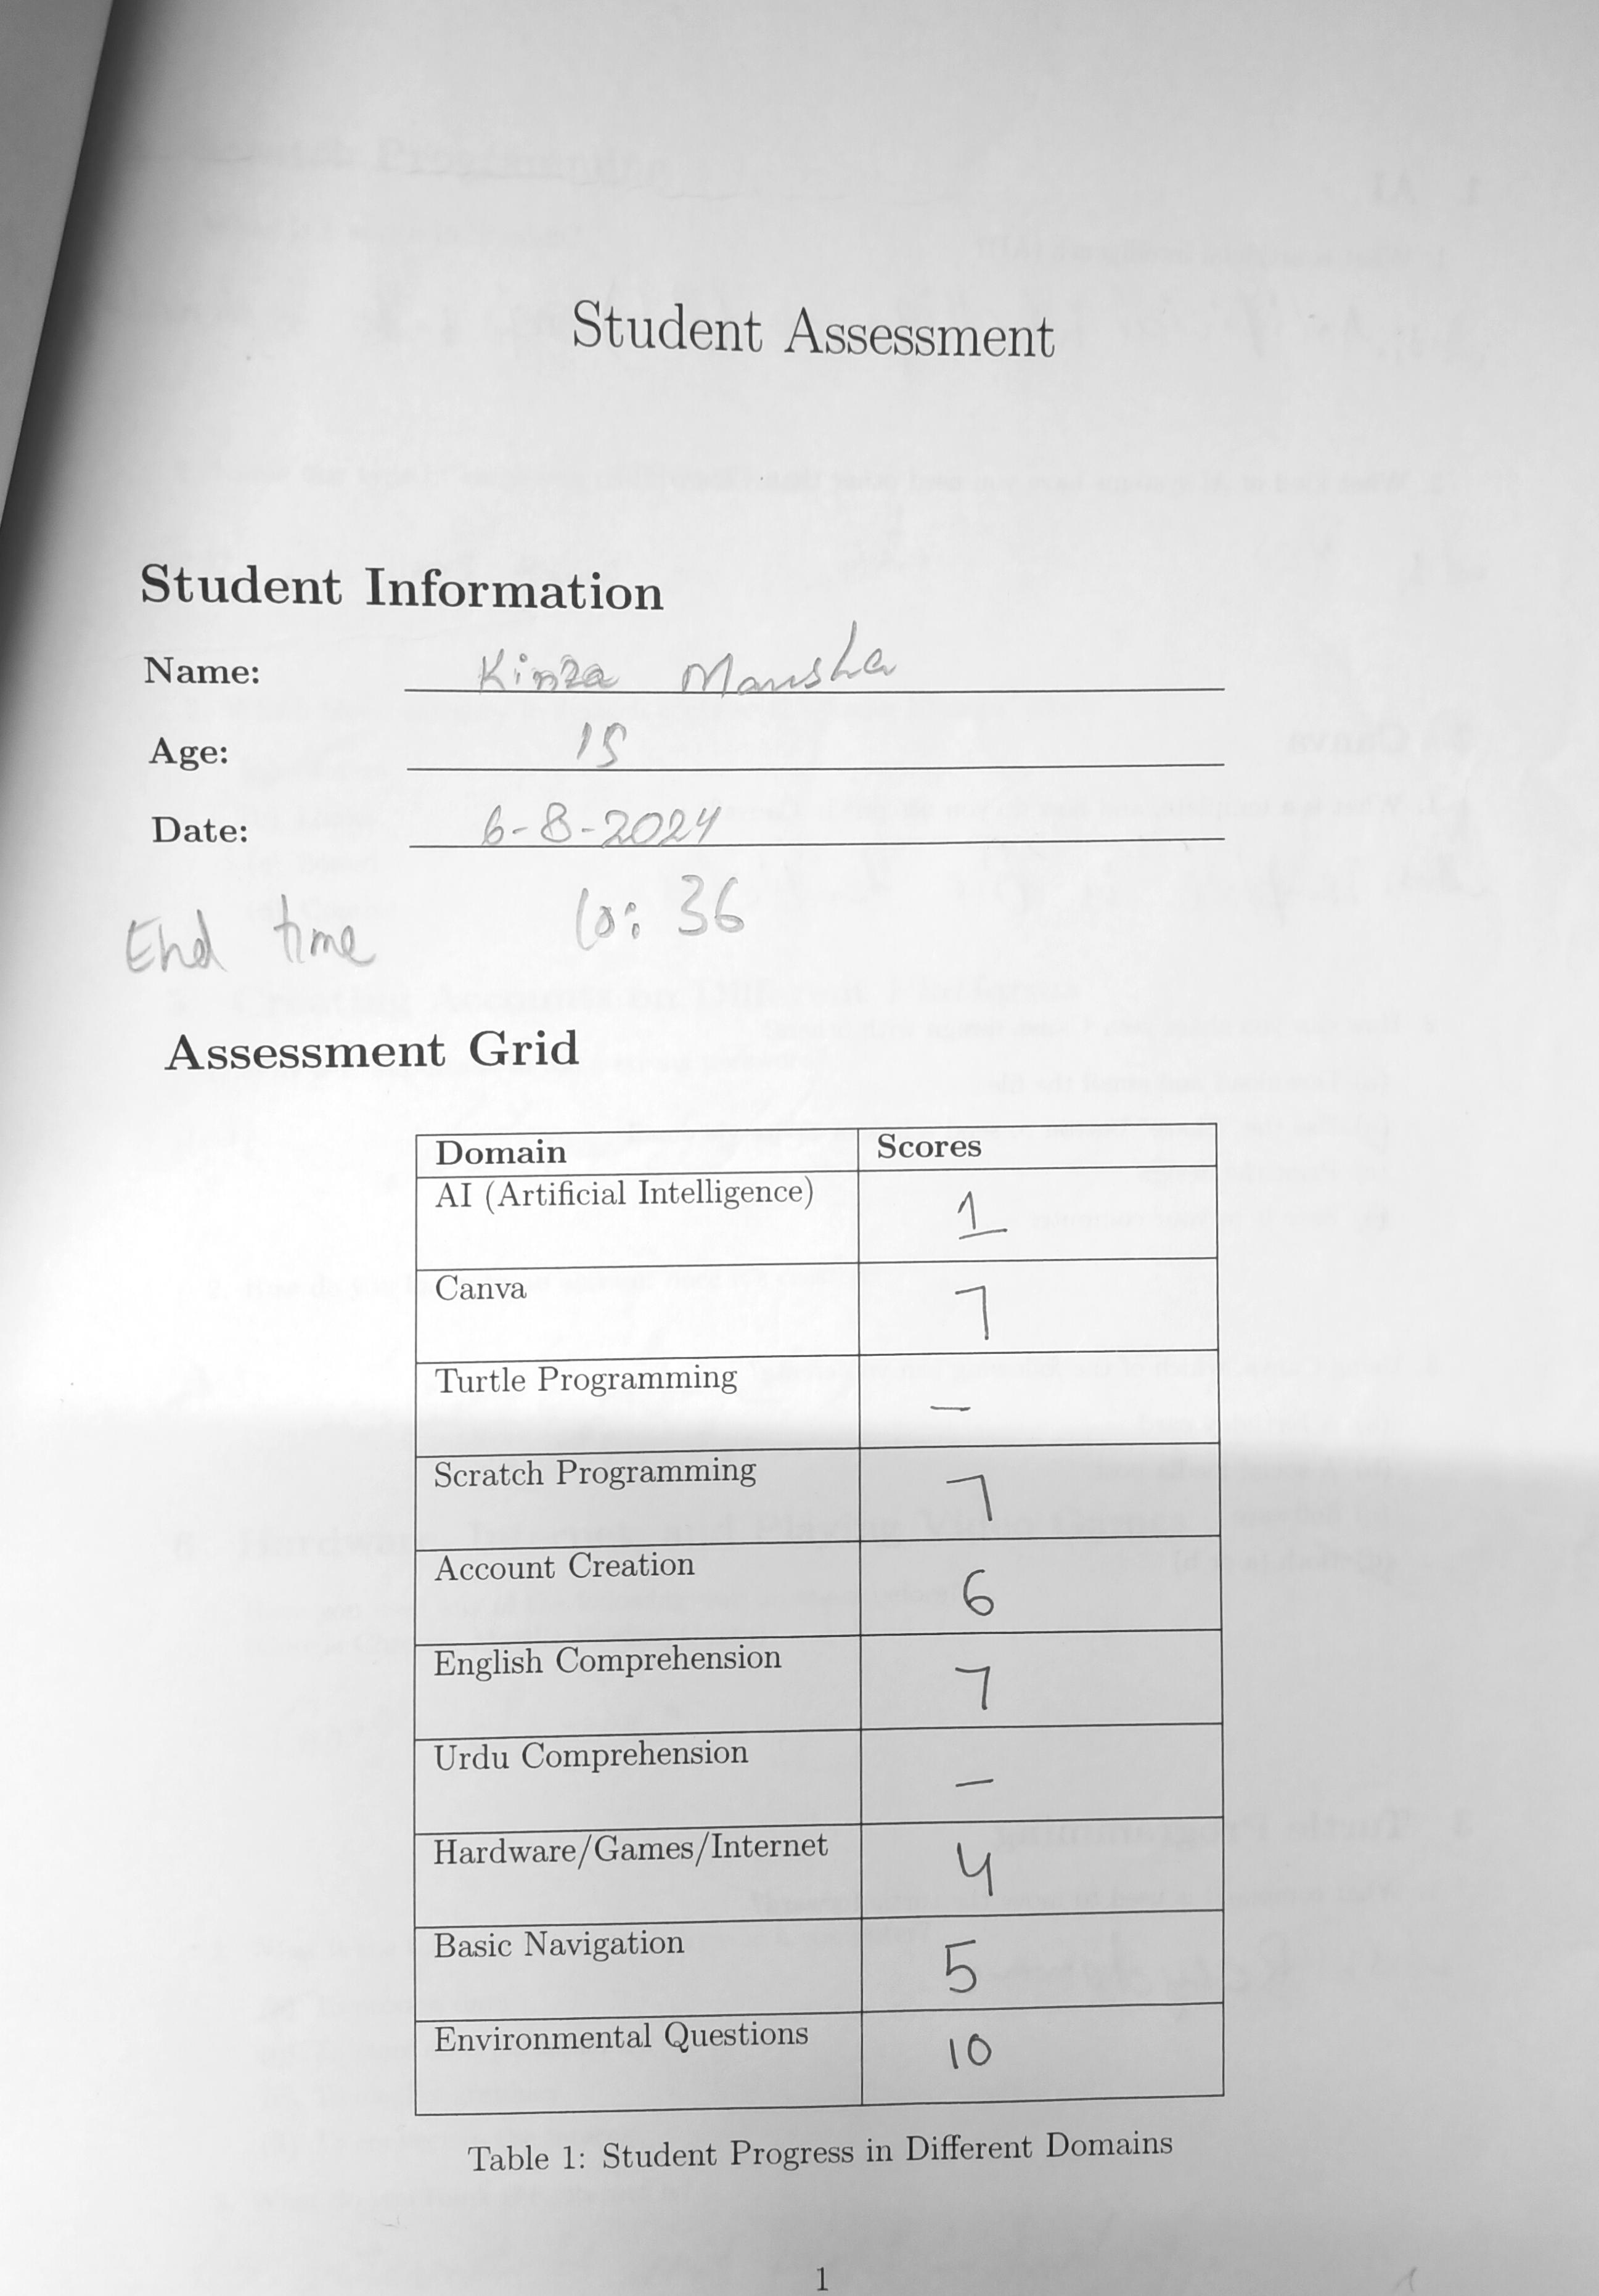 Student Assessment
Student Information
Name: Kinza Mansha
Age: 15
Date: 6-8-2024
End time 10:36
Assessment Grid
Domain Scores
AI (Artificial Intelligence) 1
Canva 7
Turtle Programming –
Scratch Programming 7
Account Creation 6
English Comprehension 7
Urdu Comprehension –
Hardware/Games/Internet 4
Basic Navigation 5
Environmental Questions 10
Table 1: Student Progress in Different Domains
1